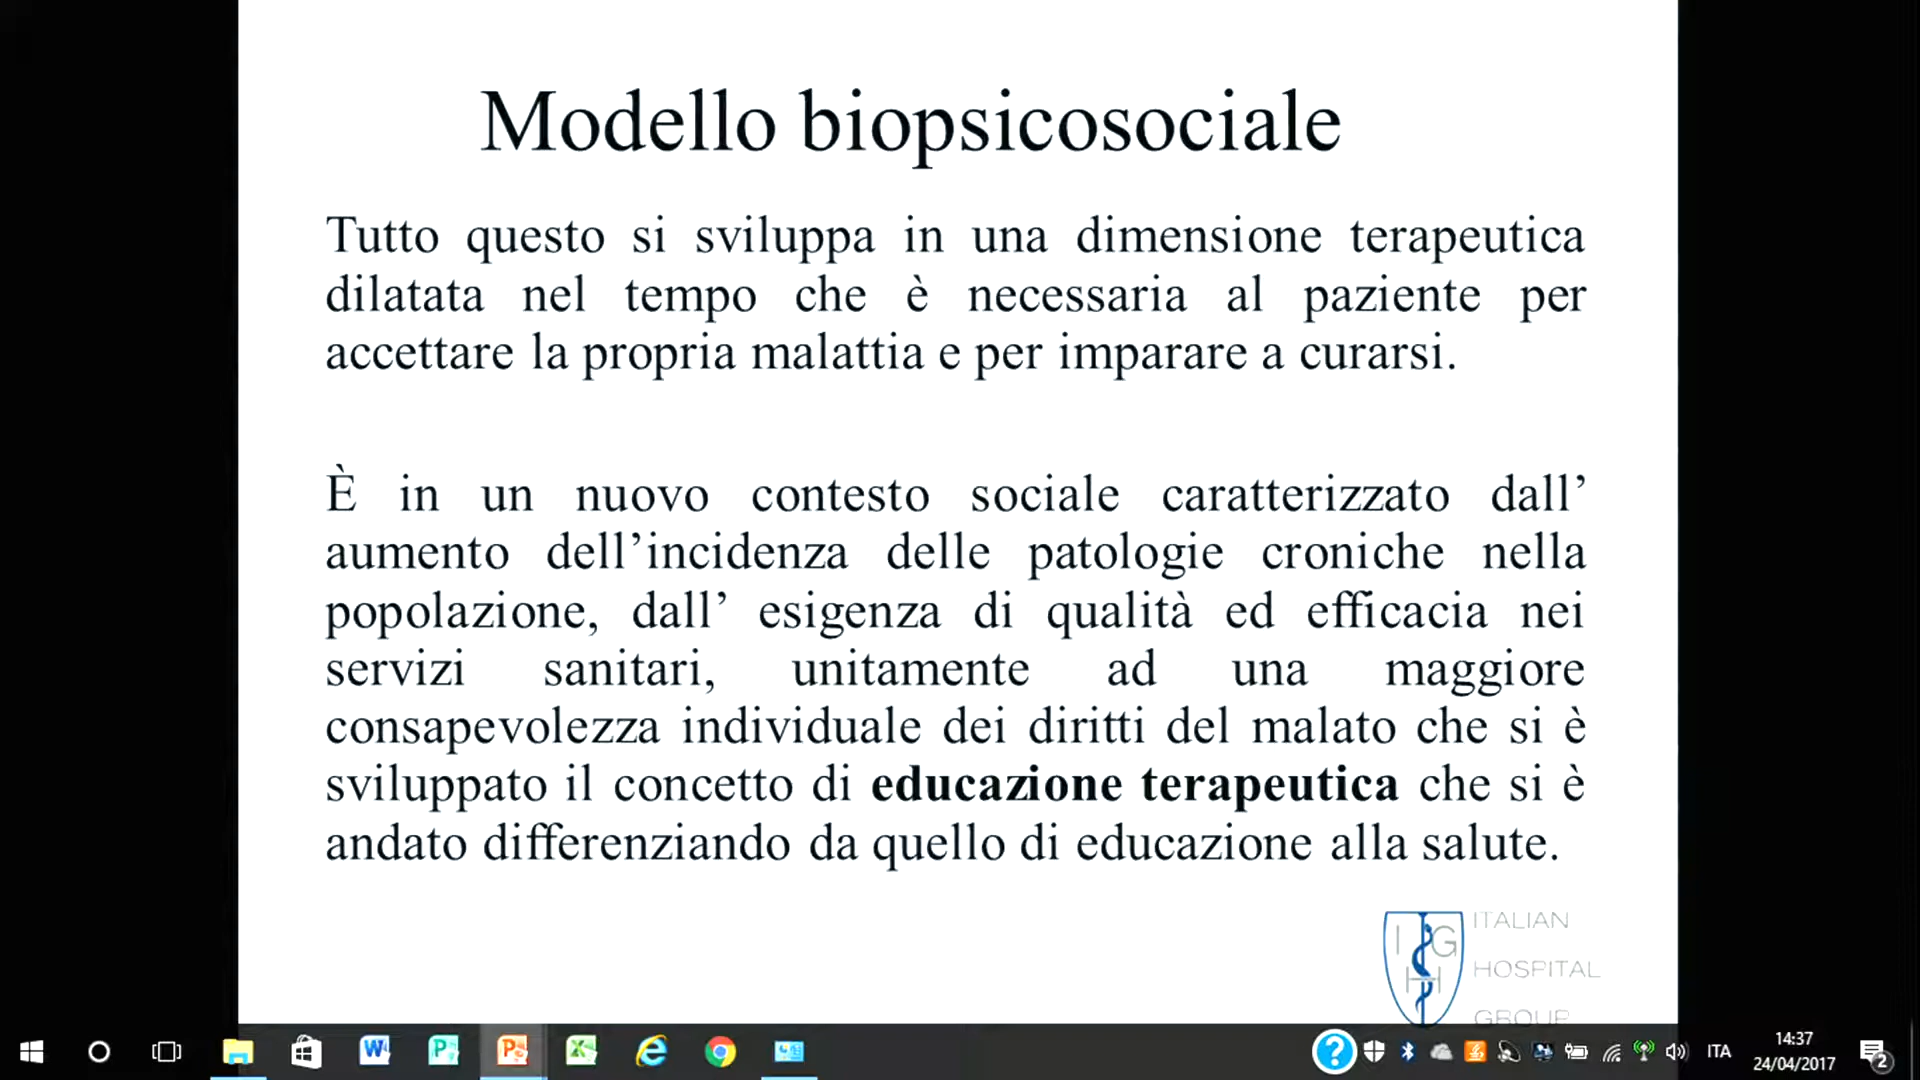 Modello biopsicosociale
Tutto questo si sviluppa in una dimensione terapeutica
dilatata nel tempo che è necessaria al paziente per
accettare la propria malattia e per imparare a curarsi.
È in un nuovo contesto sociale caratterizzato dall’
aumento dell’incidenza delle patologie croniche nella
popolazione, dall’ esigenza di qualità ed efficacia nei
servizi sanitari, unitamente ad una maggiore
consapevolezza individuale dei diritti del malato che si è
sviluppato il concetto di educazione terapeutica che si è
andato differenziando da quello di educazione alla salute.
I G
H
ITALIAN
HOSPITAL
GROUP
ITA
14:37
24/04/2017
2